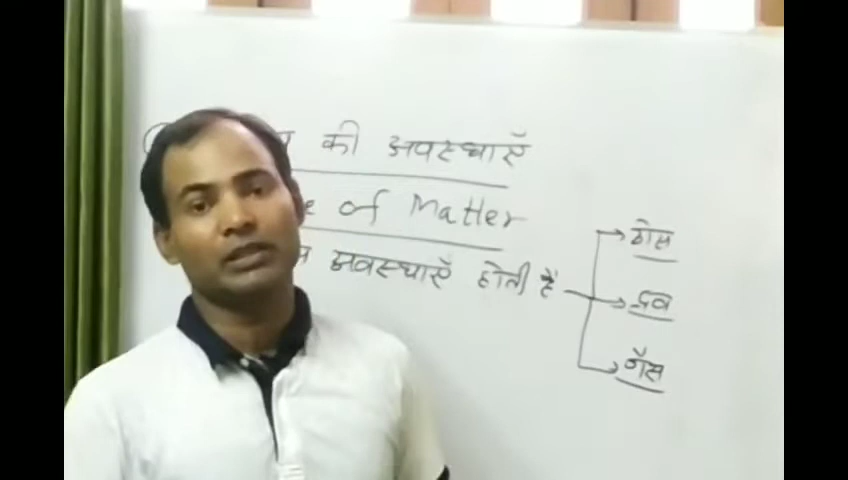 की अवस्थाएँ
of Matter
अवस्थाएँ होती है
ठोस
द्रव
गैस